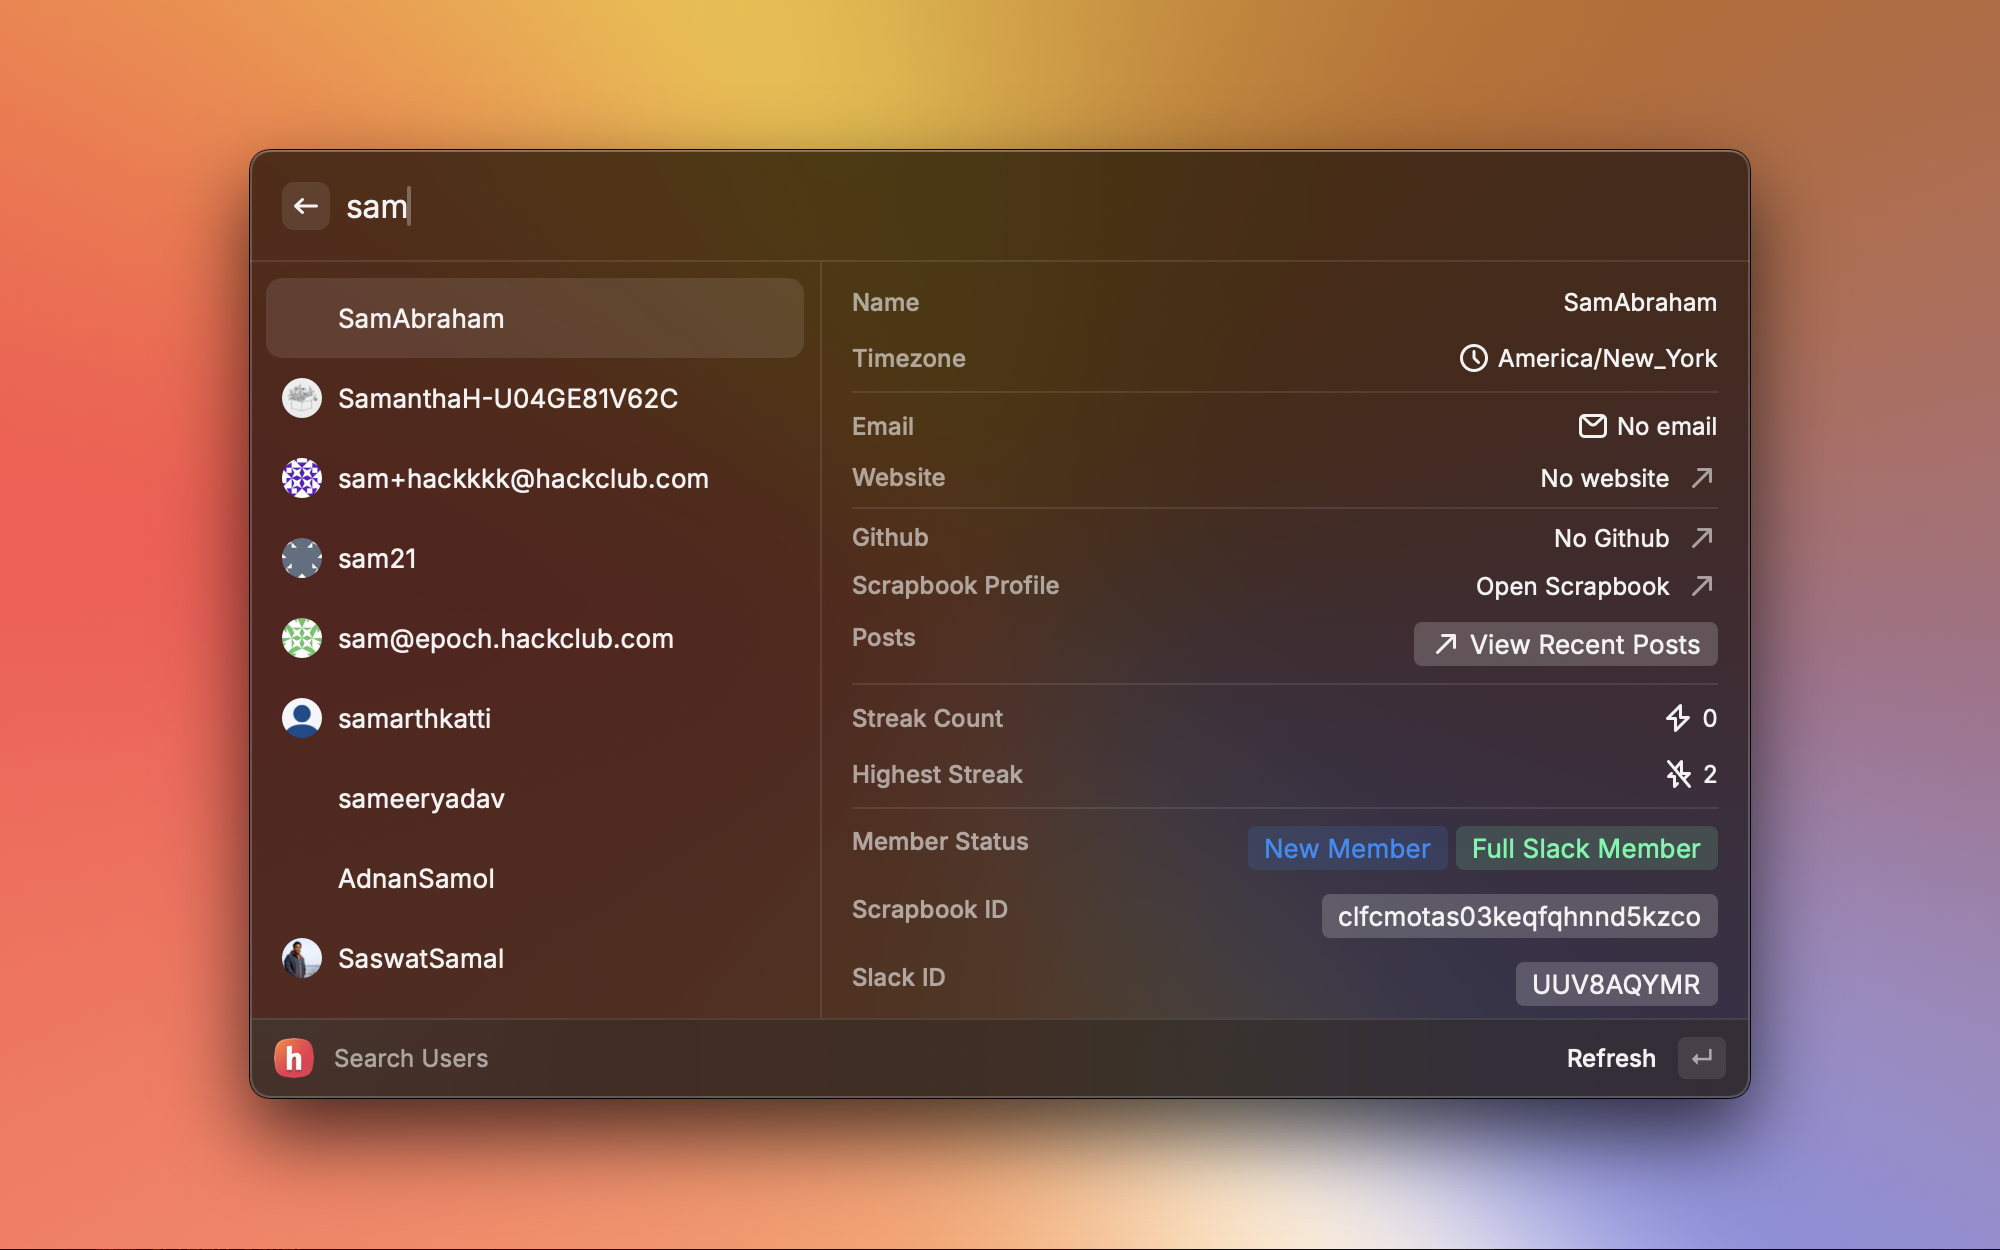 sam
SamAbraham
SamanthaH-U04GE81V62C
sam+hackkkk@hackclub.com
sam21
sam@epoch.hackclub.com
samarthkatti
sameeryadav
AdnanSamol
SaswatSamal
Name SamAbraham
Timezone America/New_York
Email No email
Website No website
Github No Github
Scrapbook Profile Open Scrapbook
Posts View Recent Posts
Streak Count 0
Highest Streak 2
Member Status New Member Full Slack Member
Scrapbook ID clfcmotas03keqfqhnnd5kzco
Slack ID UUV8AQYMR
h Search Users Refresh